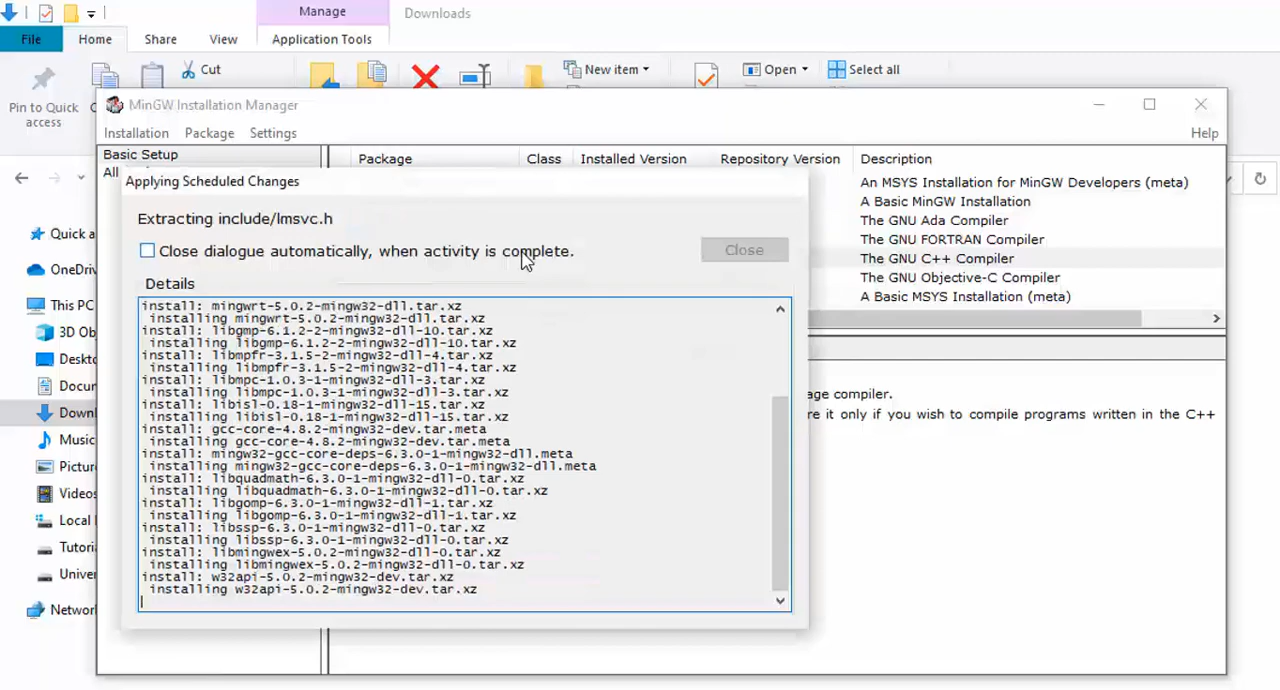 Manage
Downloads
File
Home
Share
View
Application Tools
Cut
New item
Open
Select all
Pin to Quick
access
MinGW Installation Manager
Installation
Package
Settings
Help
Basic Setup
All
Package
Class
Installed Version
Repository Version
Description
An MSYS Installation for MinGW Developers (meta)
A Basic MinGW Installation
The GNU Ada Compiler
The GNU FORTRAN Compiler
The GNU C++ Compiler
The GNU Objective-C Compiler
A Basic MSYS Installation (meta)
age compiler.
re it only if you wish to compile programs written in the C++
Applying Scheduled Changes
Extracting include/lmsvc.h
Close dialogue automatically, when activity is complete.
Close
Details
install: mingwrt-5.0.2-mingw32-dll.tar.xz
installing mingwrt-5.0.2-mingw32-dll.tar.xz
install: libgmp-6.1.2-2-mingw32-dll-10.tar.xz
installing libgmp-6.1.2-2-mingw32-dll-10.tar.xz
install: libmpfr-3.1.5-2-mingw32-dll-4.tar.xz
installing libmpfr-3.1.5-2-mingw32-dll-4.tar.xz
install: libmpc-1.0.3-1-mingw32-dll-3.tar.xz
installing libmpc-1.0.3-1-mingw32-dll-3.tar.xz
install: libisl-0.18-1-mingw32-dll-15.tar.xz
installing libisl-0.18-1-mingw32-dll-15.tar.xz
install: gcc-core-4.8.2-mingw32-dev.tar.meta
installing gcc-core-4.8.2-mingw32-dev.tar.meta
install: mingw32-gcc-core-deps-6.3.0-1-mingw32-dll.meta
installing mingw32-gcc-core-deps-6.3.0-1-mingw32-dll.meta
install: libquadmath-6.3.0-1-mingw32-dll-0.tar.xz
installing libquadmath-6.3.0-1-mingw32-dll-0.tar.xz
install: libgomp-6.3.0-1-mingw32-dll-1.tar.xz
installing libgomp-6.3.0-1-mingw32-dll-1.tar.xz
install: libssp-6.3.0-1-mingw32-dll-0.tar.xz
installing libssp-6.3.0-1-mingw32-dll-0.tar.xz
install: libmingwex-5.0.2-mingw32-dll-0.tar.xz
installing libmingwex-5.0.2-mingw32-dll-0.tar.xz
install: w32api-5.0.2-mingw32-dev.tar.xz
installing w32api-5.0.2-mingw32-dev.tar.xz
Quick a
OneDriv
This PC
3D Obj
Deskto
Docum
Downl
Music
Picture
Videos
Local
Tutoria
Univer
Network